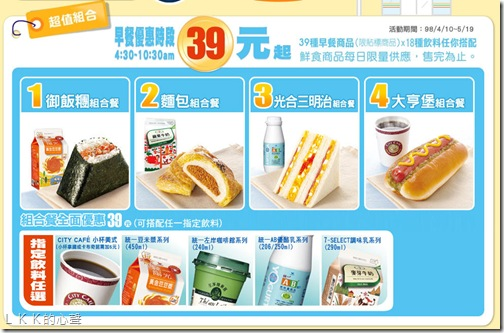 超值組合
活動期間：98/4/10~5/19
早餐優惠時段
4:30-10:30am
39元起
39種早餐商品(限貼標商品)x18種飲料任你搭配
鮮食商品每日限量供應，售完為止。
1御飯糰組合餐
2麵包組合餐
3光合三明治組合餐
4大亨堡組合餐
組合餐全面優惠39元(可搭配任一指定飲料)
指定飲料任選
CITY CAFÉ 小杯美式
統一豆米漿系列
(450ml)
統一左岸咖啡館系列
(240ml)
統一AB優酪乳系列
(206/250ml)
7-SELECT調味乳系列
(290ml)
ＬＫＫ的心聲